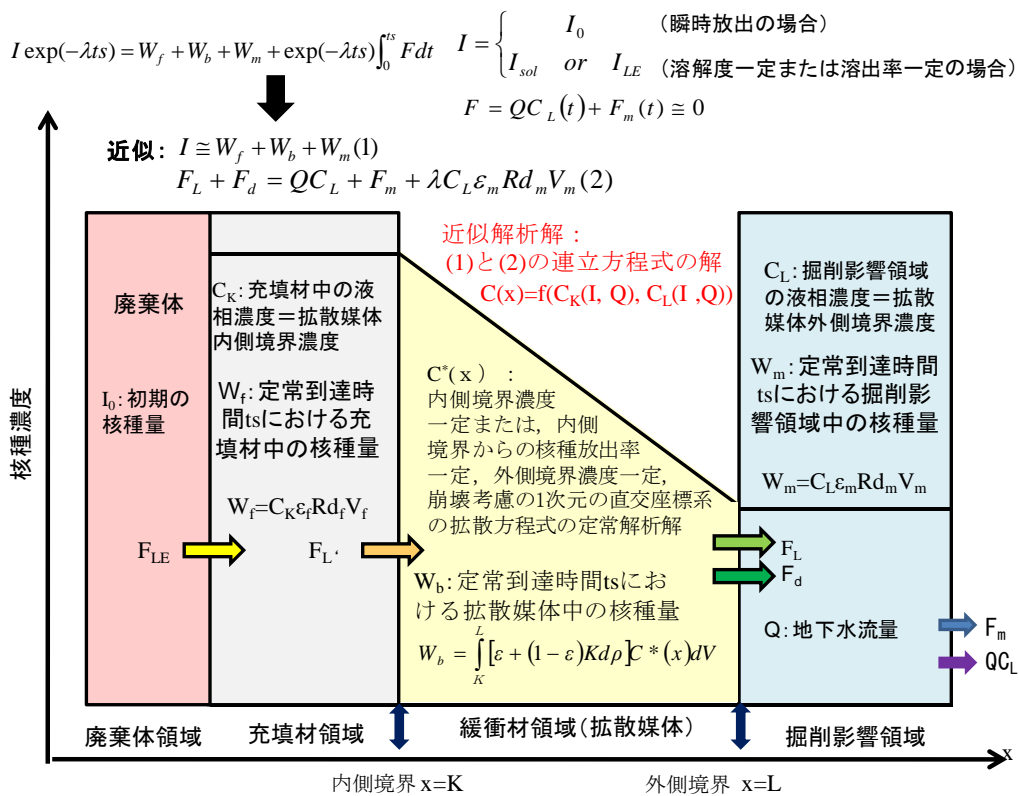 I exp(−λts) = W_f + W_b + W_m + exp(−λts)∫_0^{ts} Fdt
I = { I_0 （瞬時放出の場合）
I_{sol} or I_{LE} （溶解度一定または溶出率一定の場合）
F = QC_L(t) + F_m(t) ≅ 0
近似： I ≅ W_f + W_b + W_m (1)
F_L + F_d = QC_L + F_m + λC_Lε_mRd_mV_m (2)
核種濃度
廃棄体
I_0：初期の
核種量
F_{LE}
C_K：充填材中の液
相濃度＝拡散媒体
内側境界濃度
W_f：定常到達時
間tsにおける充
填材中の核種量
W_f=C_Kε_fRd_fV_f
F_L‘
近似解析解：
(1)と(2)の連立方程式の解
C(x)=f(C_K(I, Q), C_L(I ,Q))
C^*(x)：
内側境界濃度
一定または，内側
境界からの核種放出率
一定，外側境界濃度一定，
崩壊考慮の1次元の直交座標系
の拡散方程式の定常解析解
W_b：定常到達時間tsにお
ける拡散媒体中の核種量
W_b = ∫_K^L [ε + (1−ε)Kdρ]C*(x)dV
C_L：掘削影響領域
の液相濃度＝拡散
媒体外側境界濃度
W_m：定常到達時間
tsにおける掘削影
響領域中の核種量
W_m=C_Lε_mRd_mV_m
F_L
F_d
Q：地下水流量
F_m
QC_L
廃棄体領域
充填材領域
緩衝材領域（拡散媒体）
掘削影響領域
x
内側境界 x=K
外側境界 x=L